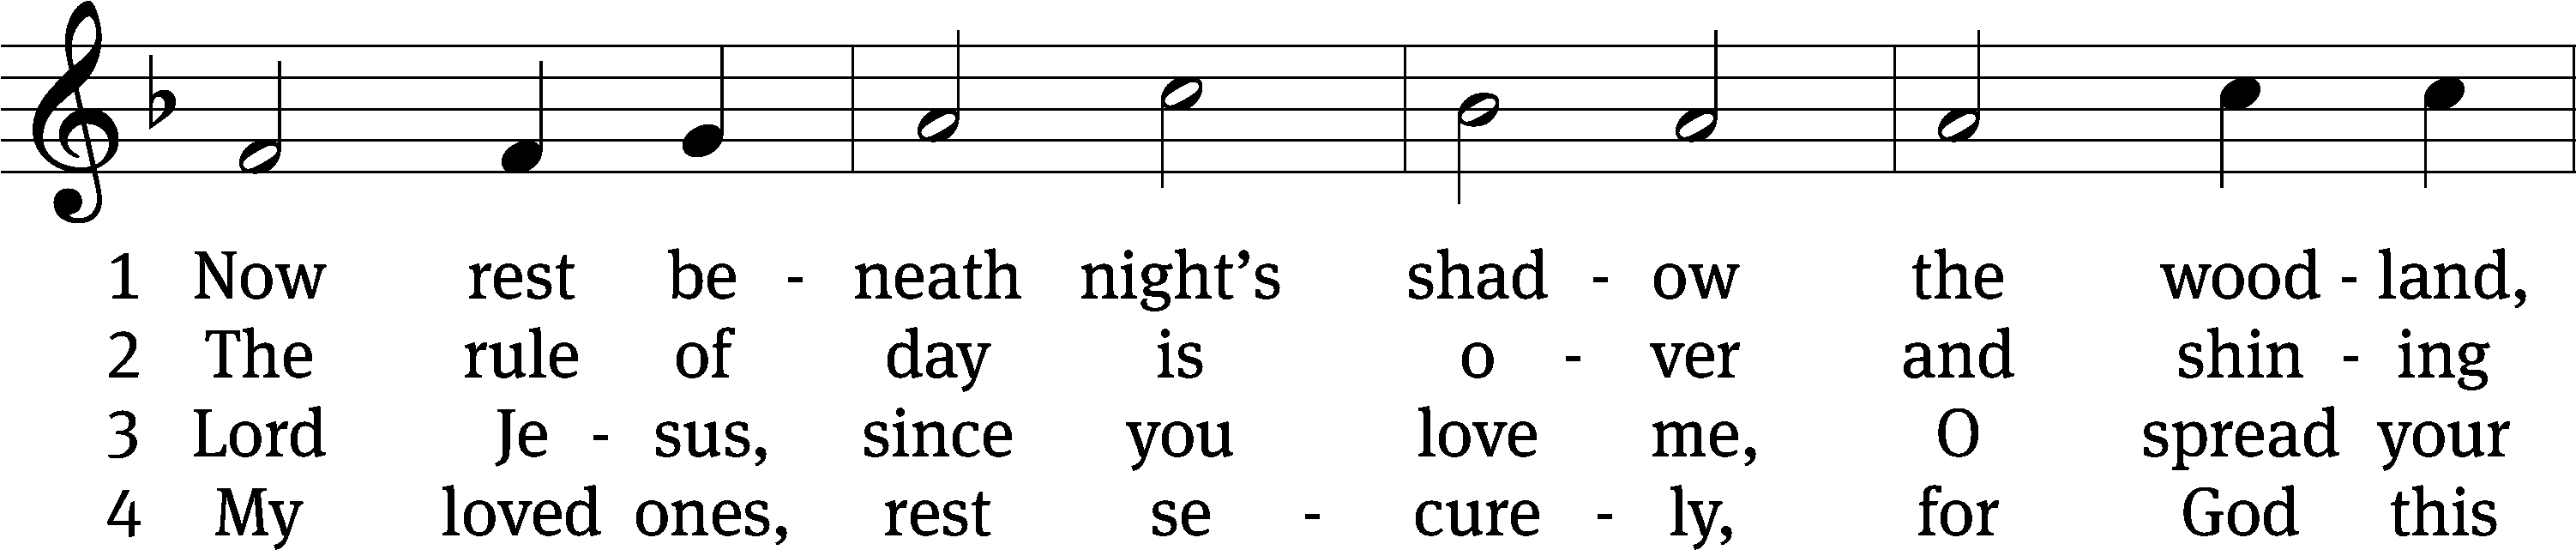 1 Now rest be - neath night’s shad - ow the wood - land,
2 The rule of day is o - ver and shin - ing
3 Lord Je - sus, since you love me, O spread your
4 My loved ones, rest se - cure - ly, for God this